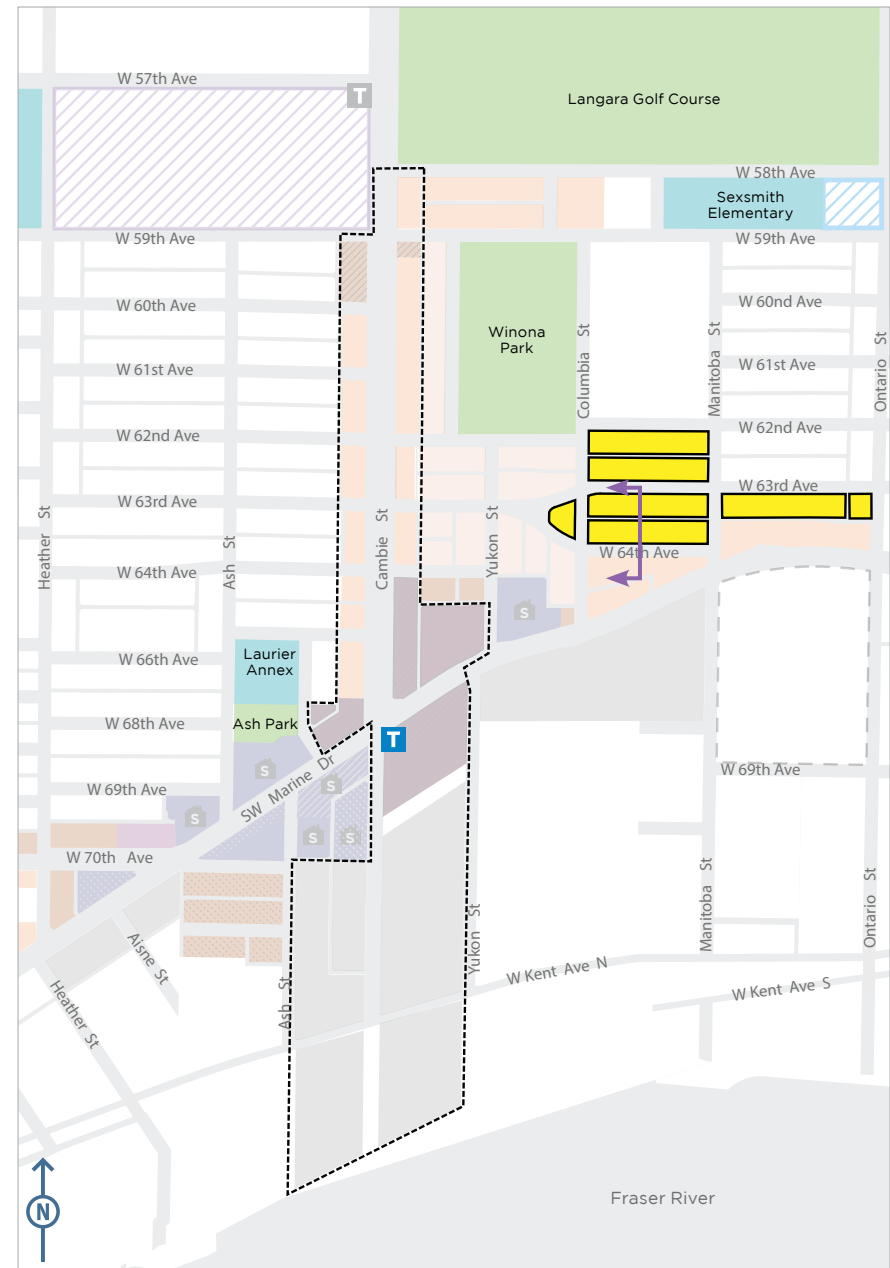 W 57th Ave
T
Langara Golf Course
W 58th Ave
Sexsmith
Elementary
W 59th Ave
W 59th Ave
W 60th Ave
W 60nd Ave
Winona
Park
Columbia St
Manitoba St
Ontario St
W 61st Ave
W 61st Ave
W 62nd Ave
W 62nd Ave
W 63rd Ave
W 63rd Ave
Heather St
Ash St
Cambie St
Yukon St
W 64th Ave
W 64th Ave
S
Laurier
Annex
W 66th Ave
Ash Park
W 68th Ave
T
S
SW Marine Dr
S
W 69th Ave
W 69th Ave
S
S
S
W 70th Ave
Manitoba St
Ontario St
Aisne St
Yukon St
Heather St
Ash St
W Kent Ave N
W Kent Ave S
N
Fraser River